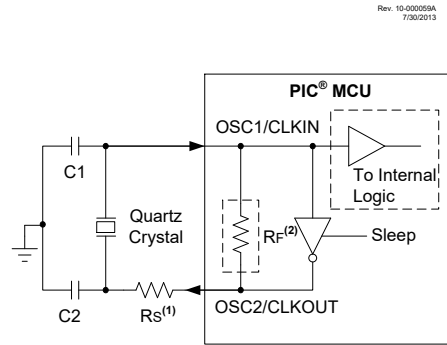 Rev. 10-000059A
7/30/2013
PIC® MCU
OSC1/CLKIN
C1
To Internal
Logic
Quartz
Crystal
RF(2)
Sleep
C2
RS(1)
OSC2/CLKOUT